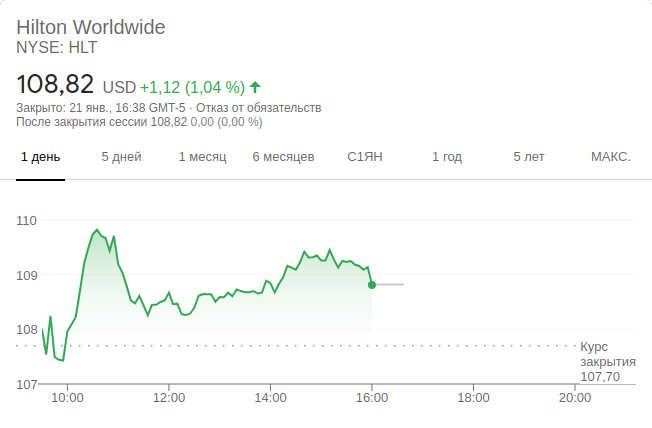 Hilton Worldwide
NYSE: HLT
108,82 USD +1,12 (1,04 %)
Закрыто: 21 янв., 16:38 GMT-5 · Отказ от обязательств
После закрытия сессии 108,82 0,00 (0,00 %)
1 день 5 дней 1 месяц 6 месяцев С1ЯН 1 год 5 лет МАКС.
110
109
108
Курс
закрытия
107,70
107
10:00 12:00 14:00 16:00 18:00 20:00